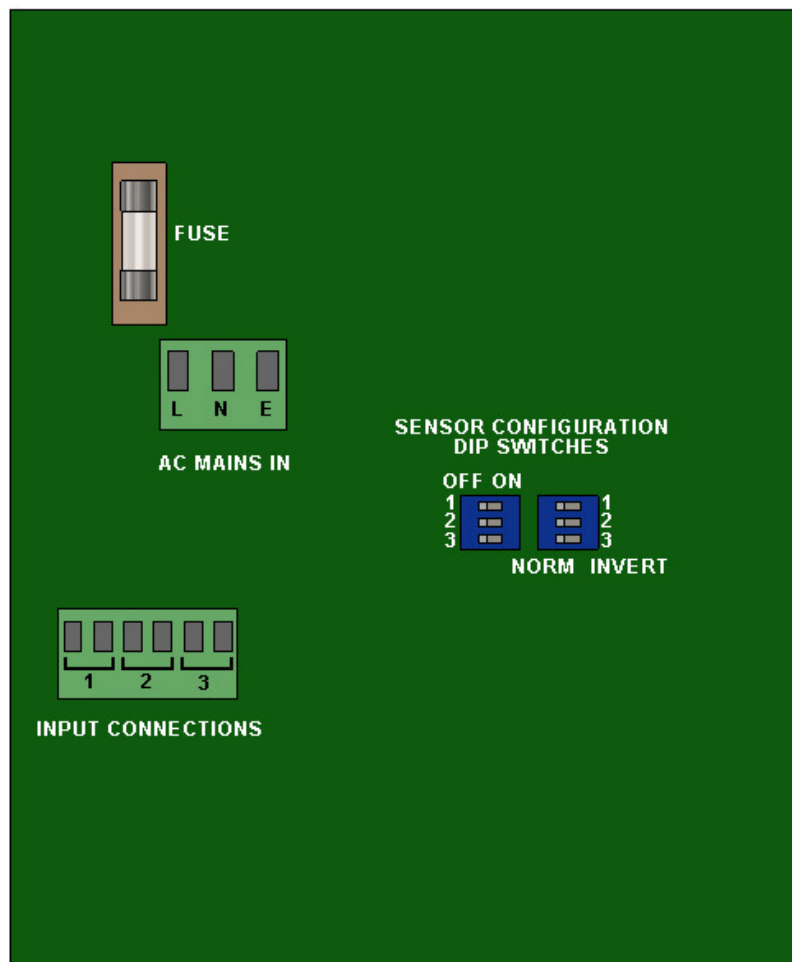 FUSE
L N E
AC MAINS IN
SENSOR CONFIGURATION
DIP SWITCHES
OFF ON
1 1
2 2
3 3
NORM INVERT
1 2 3
INPUT CONNECTIONS